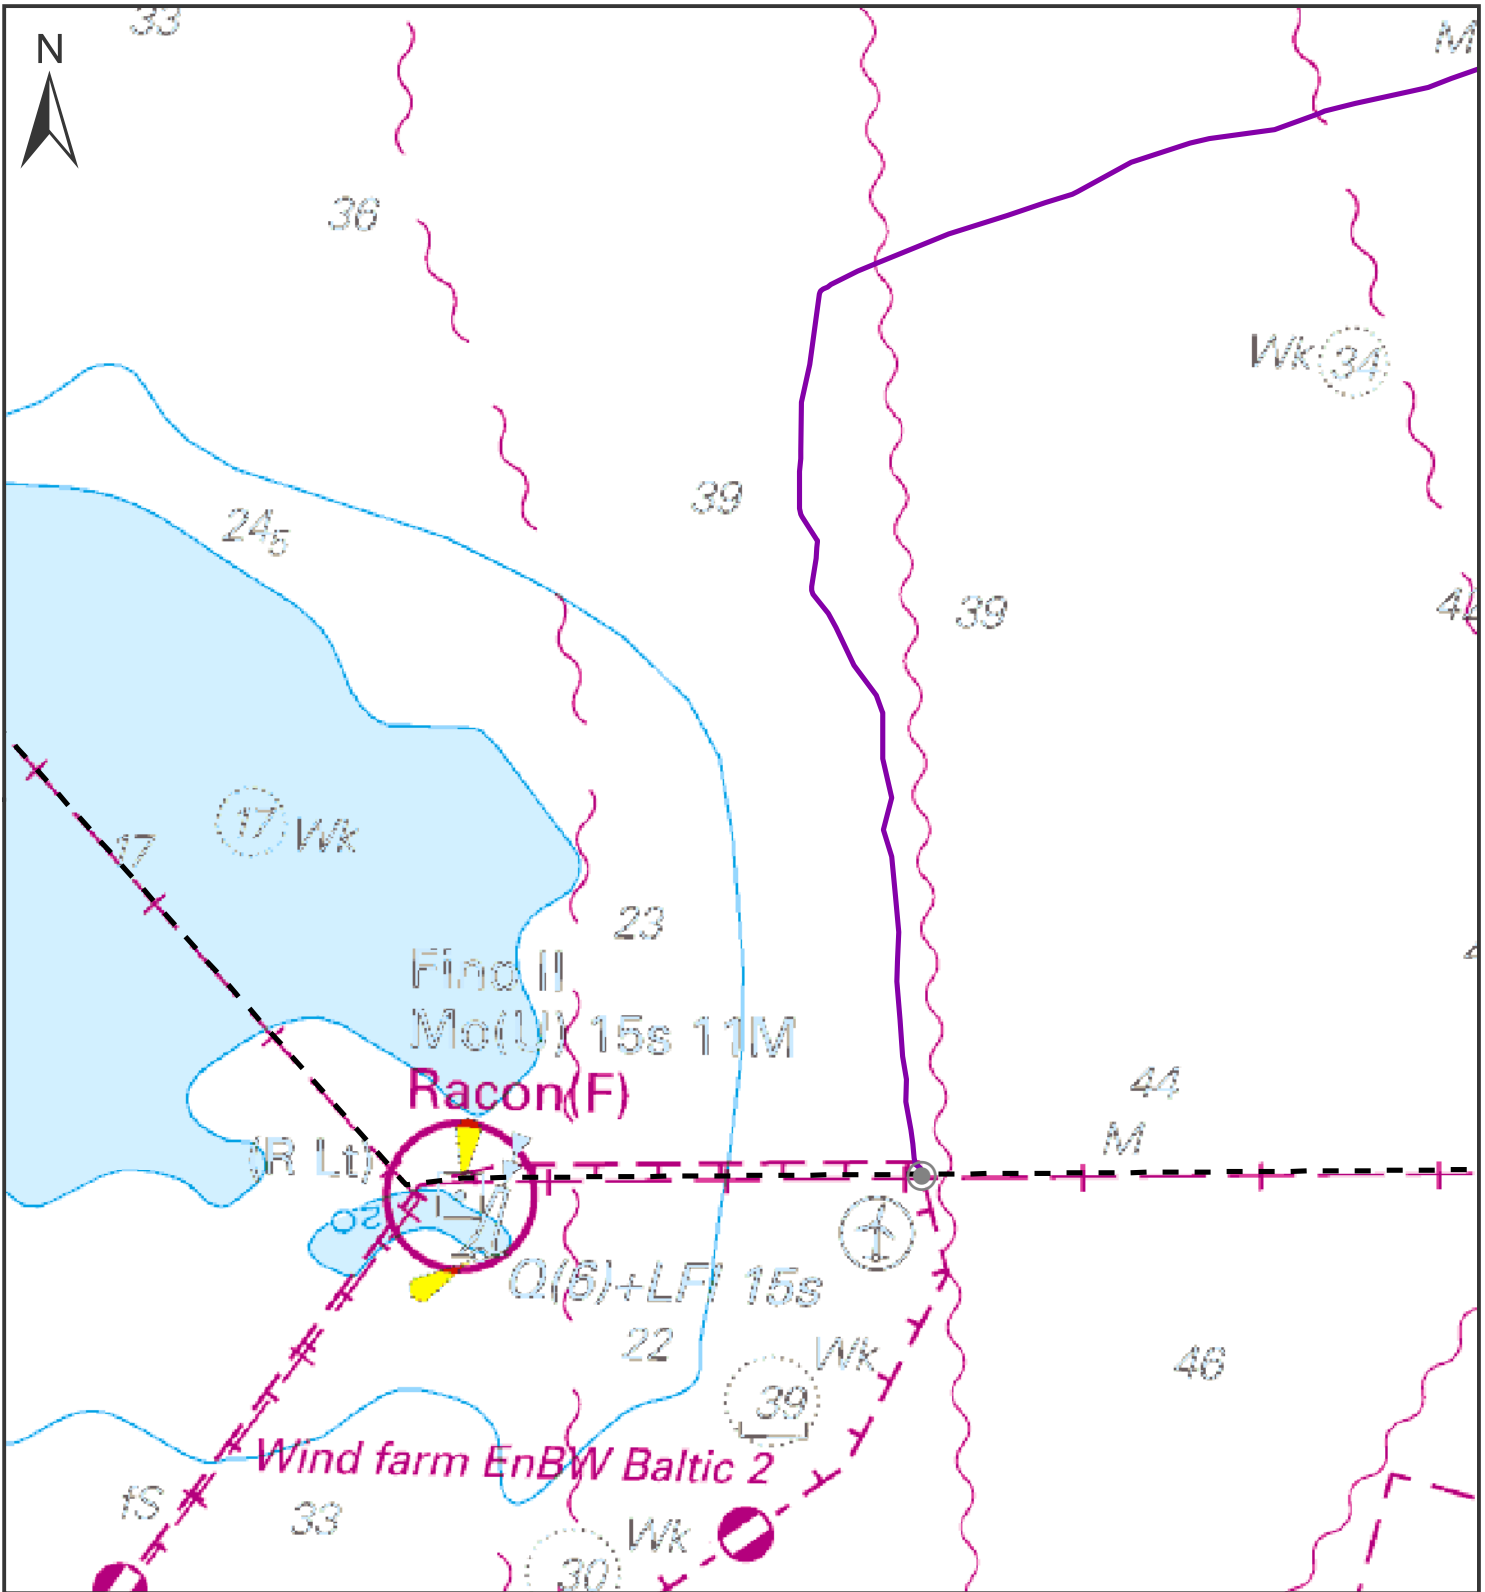 33
N
M
36
Wk 34
39
24₅
39
17
17 Wk
23
Fino II
Mo(U) 15s 11M
Racon(F)
44
M
(R Lt)
20
Q(6)+LFl 15s
22
Wk
39
46
Wind farm EnBW Baltic 2
fS
33
Wk
30